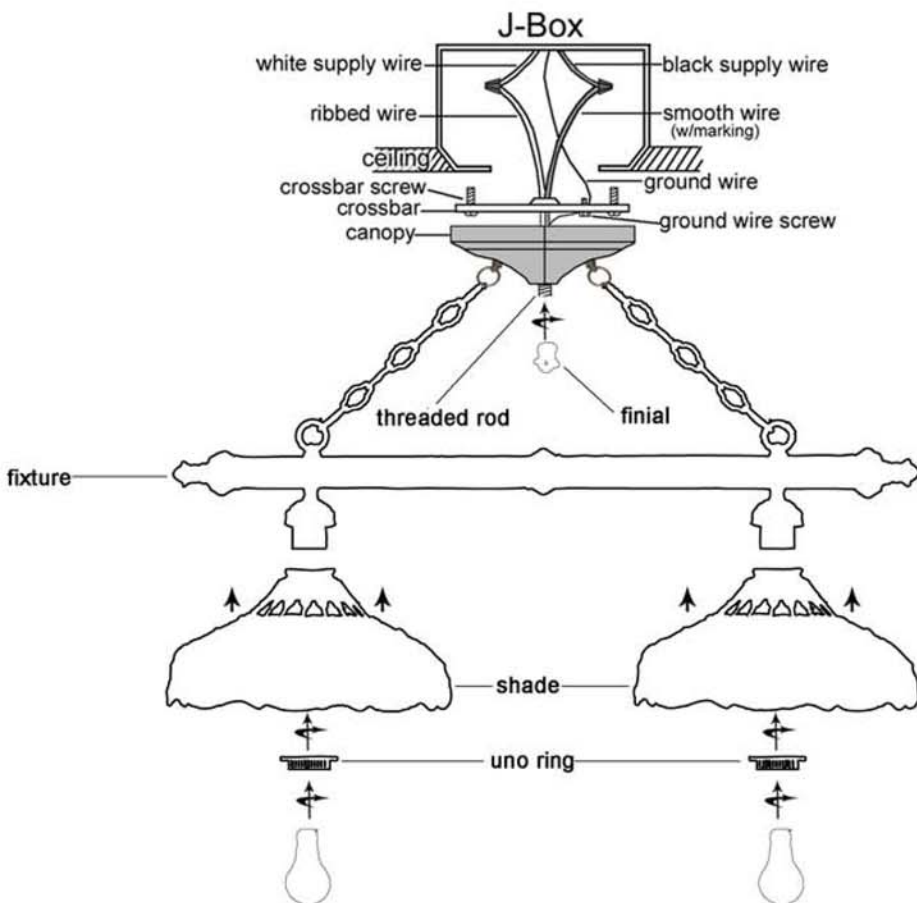 J-Box
white supply wire
black supply wire
ribbed wire
smooth wire
(w/marking)
ceiling
crossbar screw
ground wire
crossbar
ground wire screw
canopy
threaded rod
finial
fixture
shade
uno ring